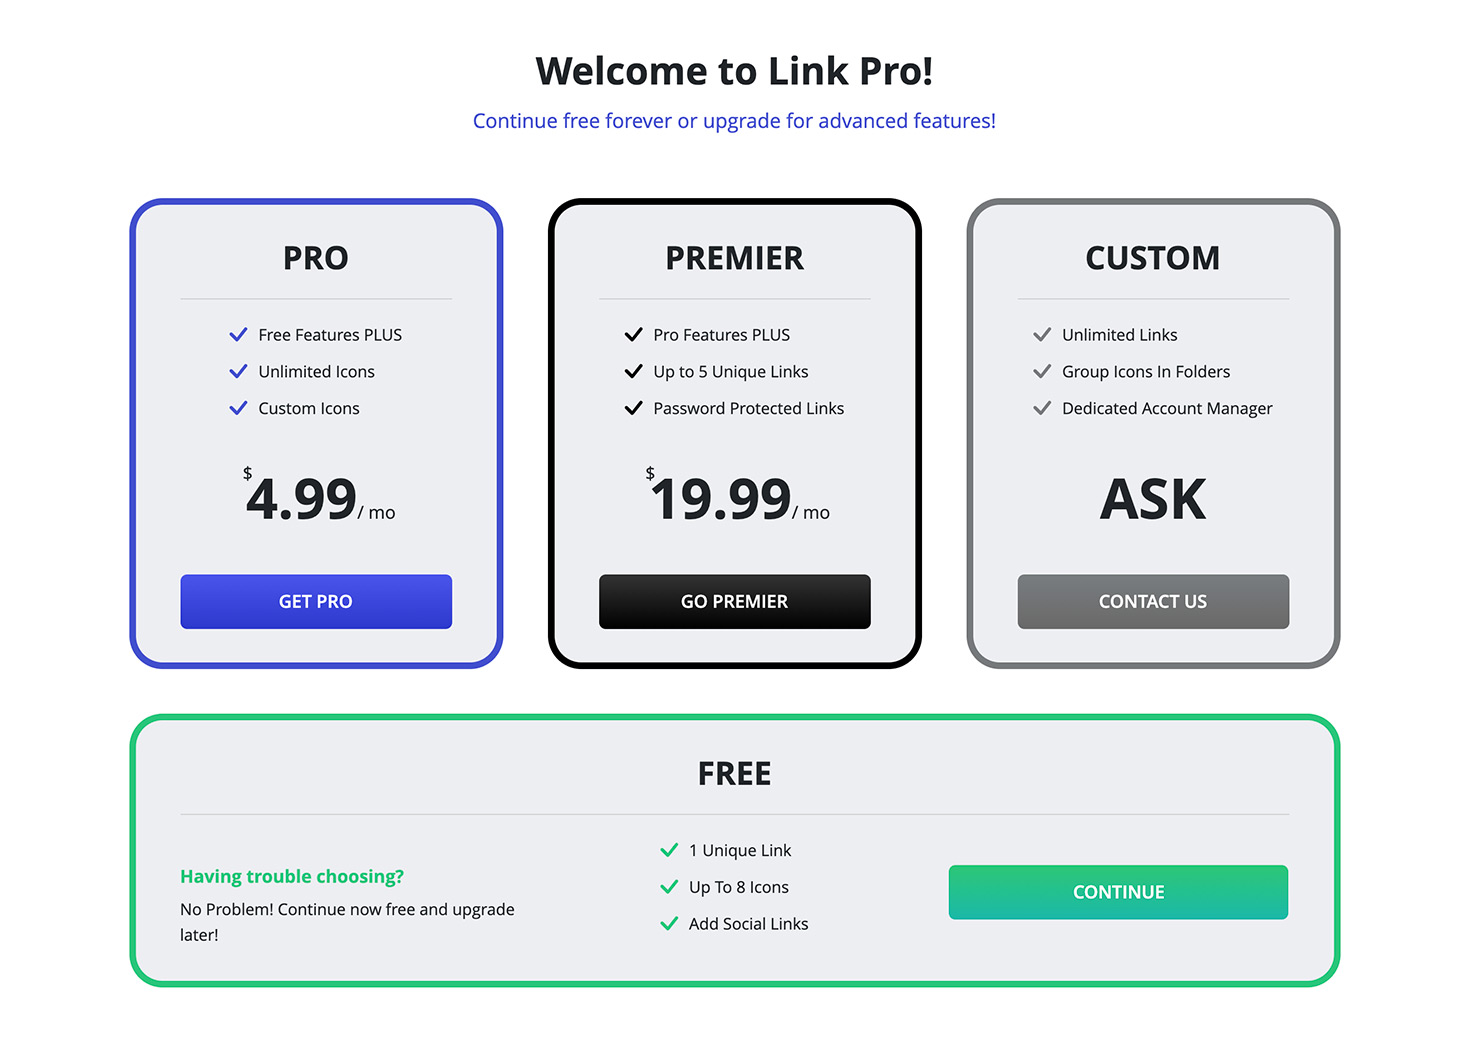 Welcome to Link Pro!
Continue free forever or upgrade for advanced features!
PRO
Free Features PLUS
Unlimited Icons
Custom Icons
$4.99/ mo
GET PRO
PREMIER
Pro Features PLUS
Up to 5 Unique Links
Password Protected Links
$19.99/ mo
GO PREMIER
CUSTOM
Unlimited Links
Group Icons In Folders
Dedicated Account Manager
ASK
CONTACT US
FREE
Having trouble choosing?
No Problem! Continue now free and upgrade
later!
1 Unique Link
Up To 8 Icons
Add Social Links
CONTINUE